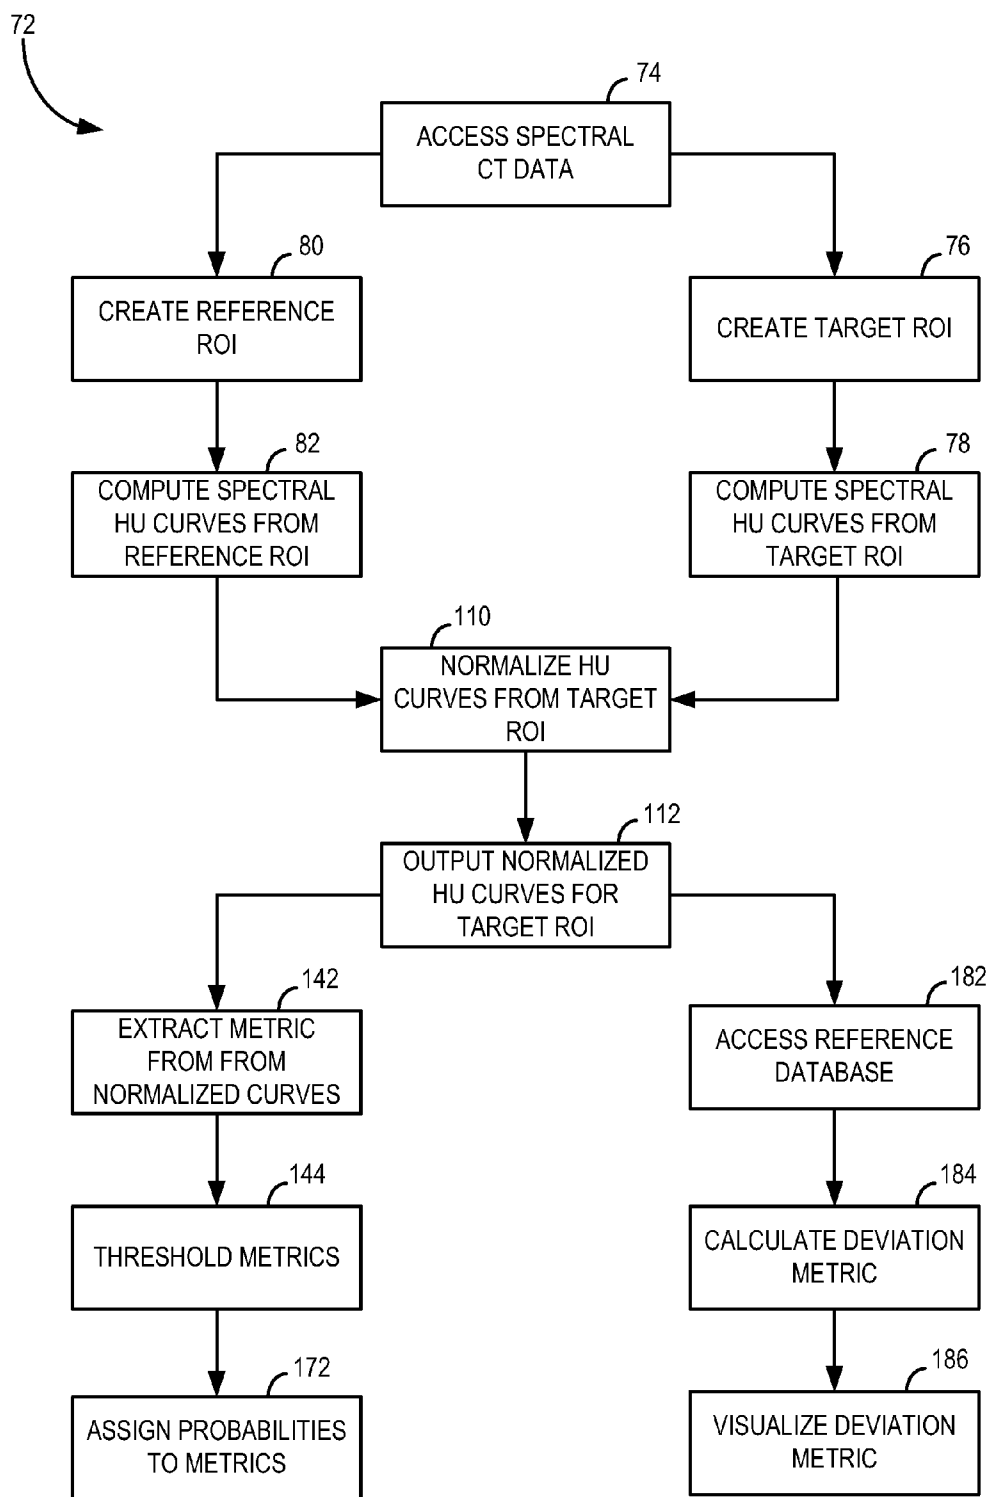 72
74
ACCESS SPECTRAL
CT DATA
80
CREATE REFERENCE
ROI
76
CREATE TARGET ROI
82
COMPUTE SPECTRAL
HU CURVES FROM
REFERENCE ROI
78
COMPUTE SPECTRAL
HU CURVES FROM
TARGET ROI
110
NORMALIZE HU
CURVES FROM TARGET
ROI
112
OUTPUT NORMALIZED
HU CURVES FOR
TARGET ROI
142
EXTRACT METRIC
FROM FROM
NORMALIZED CURVES
182
ACCESS REFERENCE
DATABASE
144
THRESHOLD METRICS
184
CALCULATE DEVIATION
METRIC
172
ASSIGN PROBABILITIES
TO METRICS
186
VISUALIZE DEVIATION
METRIC